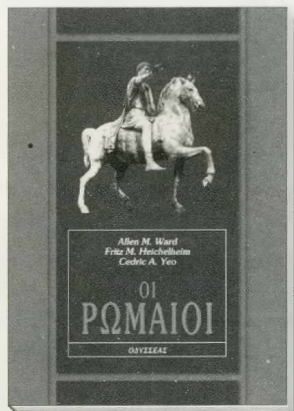 Allen M. Ward
Fritz M. Heichelheim
Cedric A. Yeo
ΟΙ
ΡΩΜΑΙΟΙ
ΟΔΥΣΣΕΑΣ